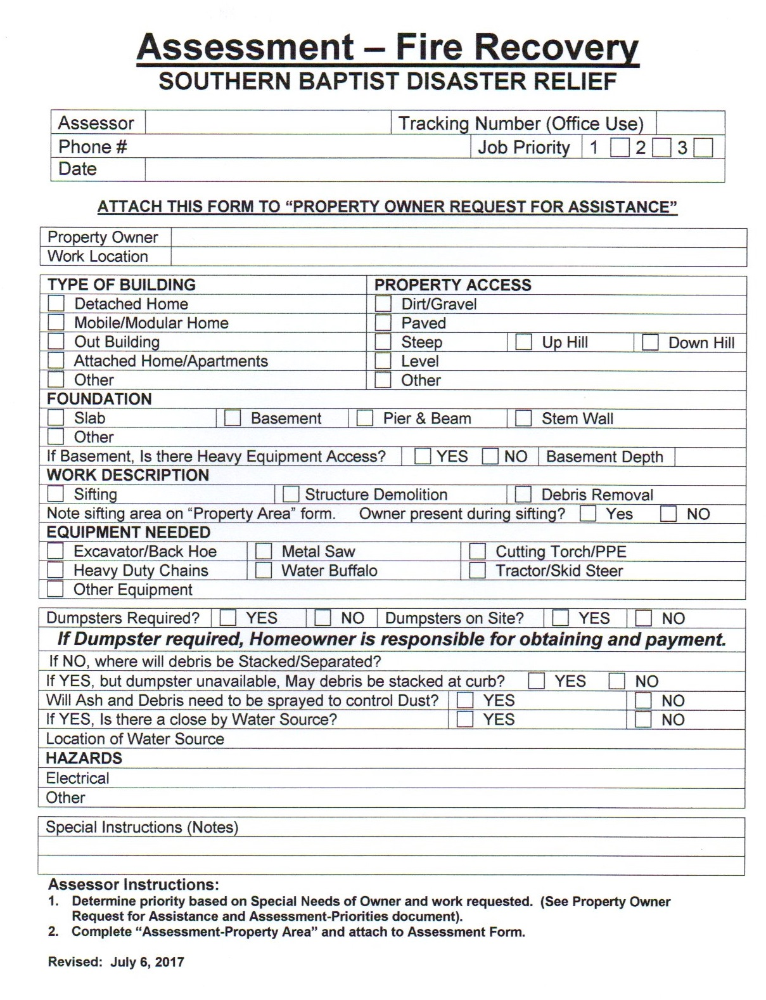 Assessment – Fire Recovery
SOUTHERN BAPTIST DISASTER RELIEF
Assessor Tracking Number (Office Use)
Phone # Job Priority 1 2 3
Date
ATTACH THIS FORM TO “PROPERTY OWNER REQUEST FOR ASSISTANCE”
Property Owner
Work Location
TYPE OF BUILDING PROPERTY ACCESS
Detached Home Dirt/Gravel
Mobile/Modular Home Paved
Out Building Steep Up Hill Down Hill
Attached Home/Apartments Level
Other Other
FOUNDATION
Slab Basement Pier & Beam Stem Wall
Other
If Basement, Is there Heavy Equipment Access? YES NO Basement Depth
WORK DESCRIPTION
Sifting Structure Demolition Debris Removal
Note sifting area on “Property Area” form. Owner present during sifting? Yes NO
EQUIPMENT NEEDED
Excavator/Back Hoe Metal Saw Cutting Torch/PPE
Heavy Duty Chains Water Buffalo Tractor/Skid Steer
Other Equipment
Dumpsters Required? YES NO Dumpsters on Site? YES NO
If Dumpster required, Homeowner is responsible for obtaining and payment.
If NO, where will debris be Stacked/Separated?
If YES, but dumpster unavailable, May debris be stacked at curb? YES NO
Will Ash and Debris need to be sprayed to control Dust? YES NO
If YES, Is there a close by Water Source? YES NO
Location of Water Source
HAZARDS
Electrical
Other
Special Instructions (Notes)
Assessor Instructions:
1. Determine priority based on Special Needs of Owner and work requested. (See Property Owner
Request for Assistance and Assessment-Priorities document).
2. Complete “Assessment-Property Area” and attach to Assessment Form.
Revised: July 6, 2017